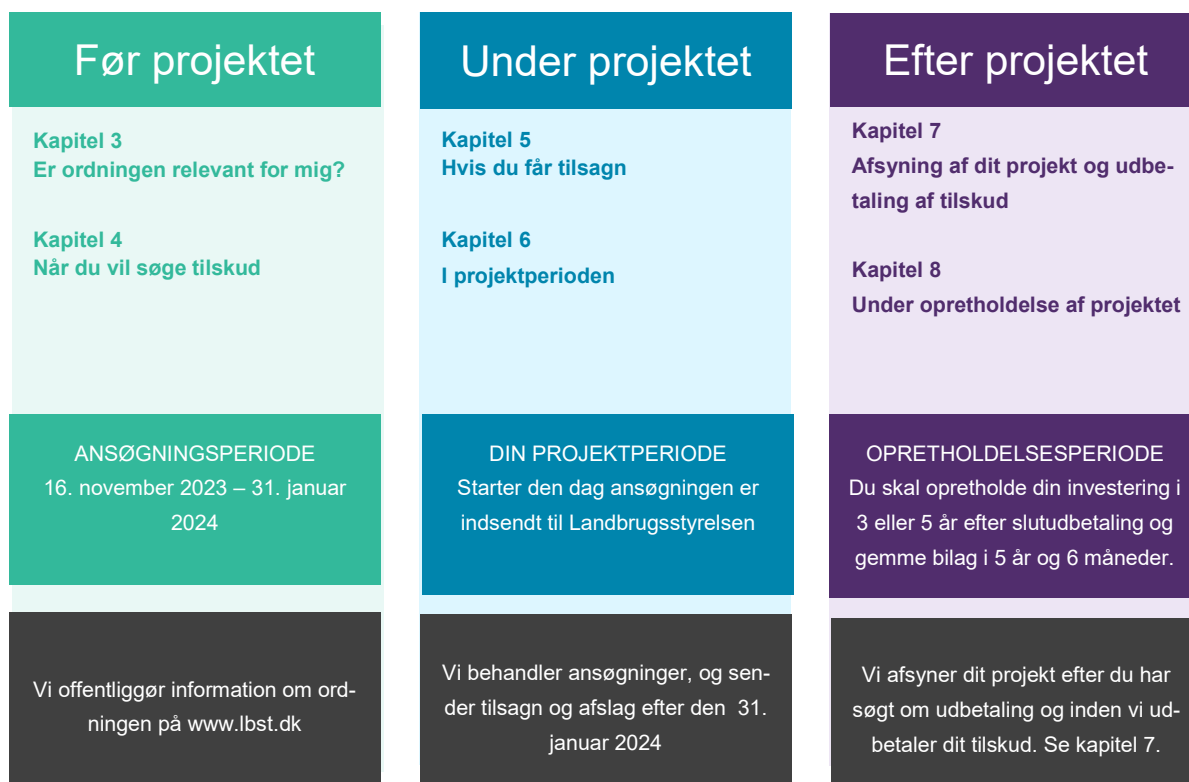 Før projektet
Kapitel 3
Er ordningen relevant for mig?
Kapitel 4
Når du vil søge tilskud
ANSØGNINGSPERIODE
16. november 2023 – 31. januar
2024
Vi offentliggør information om ord-
ningen på www.lbst.dk
Under projektet
Kapitel 5
Hvis du får tilsagn
Kapitel 6
I projektperioden
DIN PROJEKTPERIODE
Starter den dag ansøgningen er
indsendt til Landbrugsstyrelsen
Vi behandler ansøgninger, og sen-
der tilsagn og afslag efter den 31.
januar 2024
Efter projektet
Kapitel 7
Afsyning af dit projekt og udbe-
taling af tilskud
Kapitel 8
Under opretholdelse af projektet
OPRETHOLDELSESPERIODE
Du skal opretholde din investering i
3 eller 5 år efter slutudbetaling og
gemme bilag i 5 år og 6 måneder.
Vi afsyner dit projekt efter du har
søgt om udbetaling og inden vi ud-
betaler dit tilskud. Se kapitel 7.